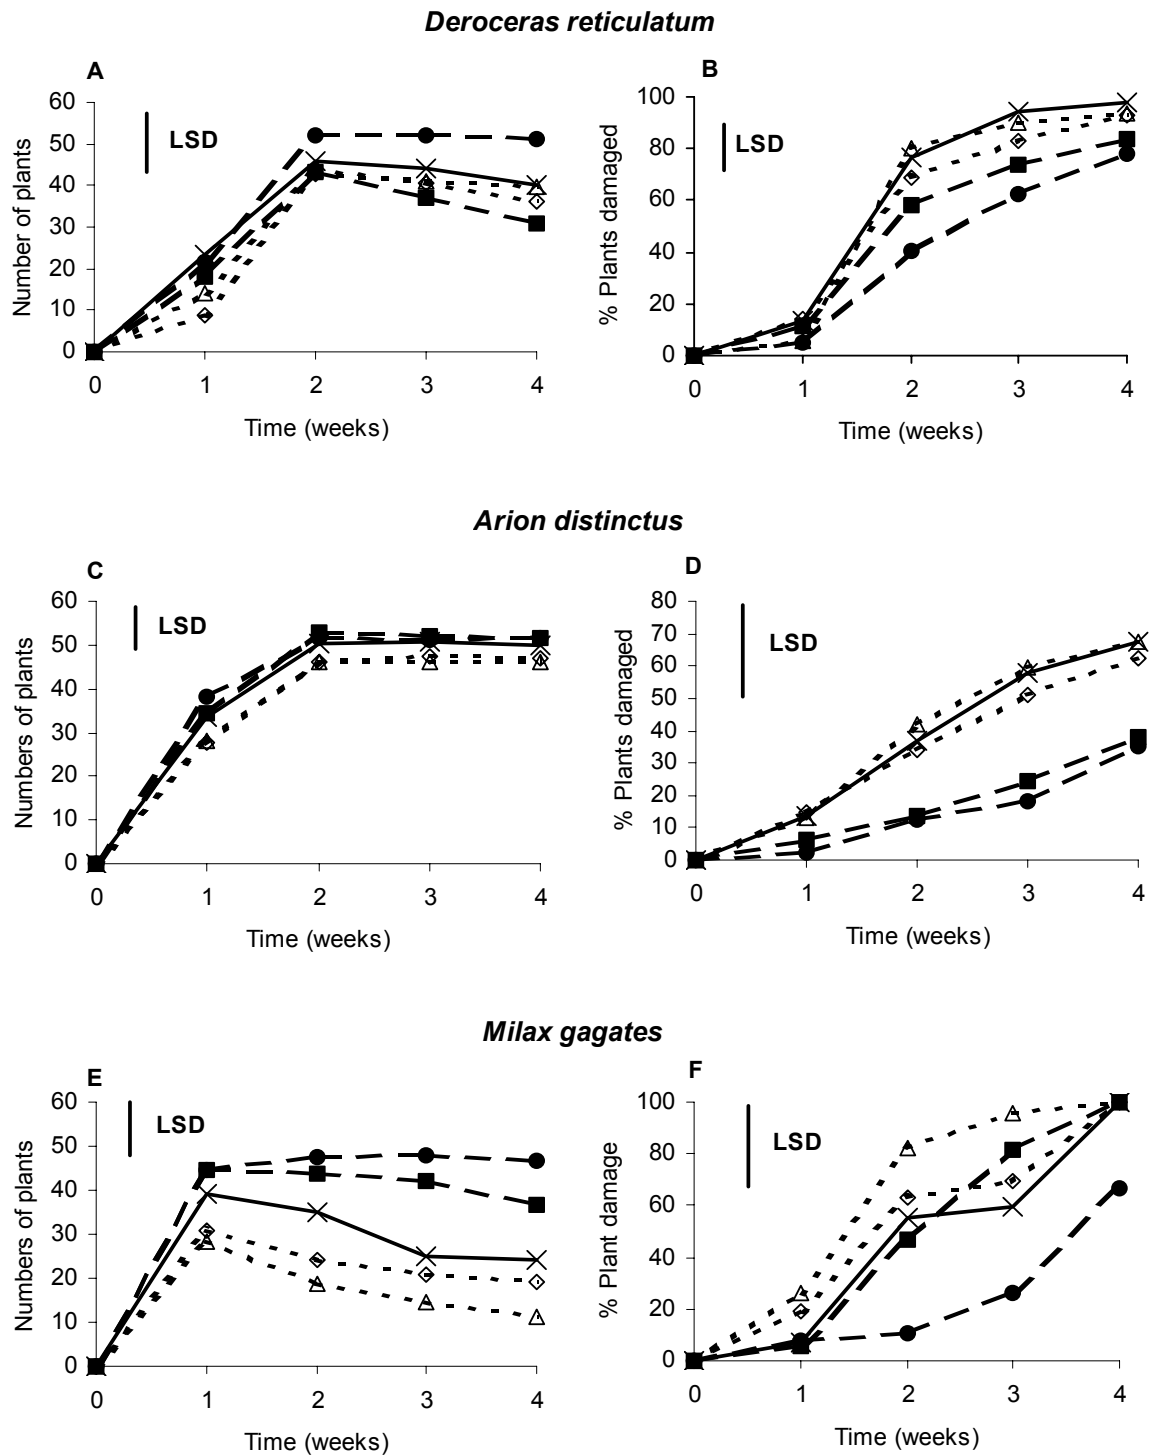 Deroceras reticulatum
A
60
50
40
30
20
10
0
LSD
Number of plants
0 1 2 3 4
Time (weeks)
B
100
80
60
40
20
0
LSD
% Plants damaged
0 1 2 3 4
Time (weeks)
Arion distinctus
C
60
50
40
30
20
10
0
LSD
Numbers of plants
0 1 2 3 4
Time (weeks)
D
80
70
60
50
40
30
20
10
0
LSD
% Plants damaged
0 1 2 3 4
Time (weeks)
Milax gagates
E
60
50
40
30
20
10
0
LSD
Numbers of plants
0 1 2 3 4
Time (weeks)
F
100
80
60
40
20
0
LSD
% Plant damage
0 1 2 3 4
Time (weeks)